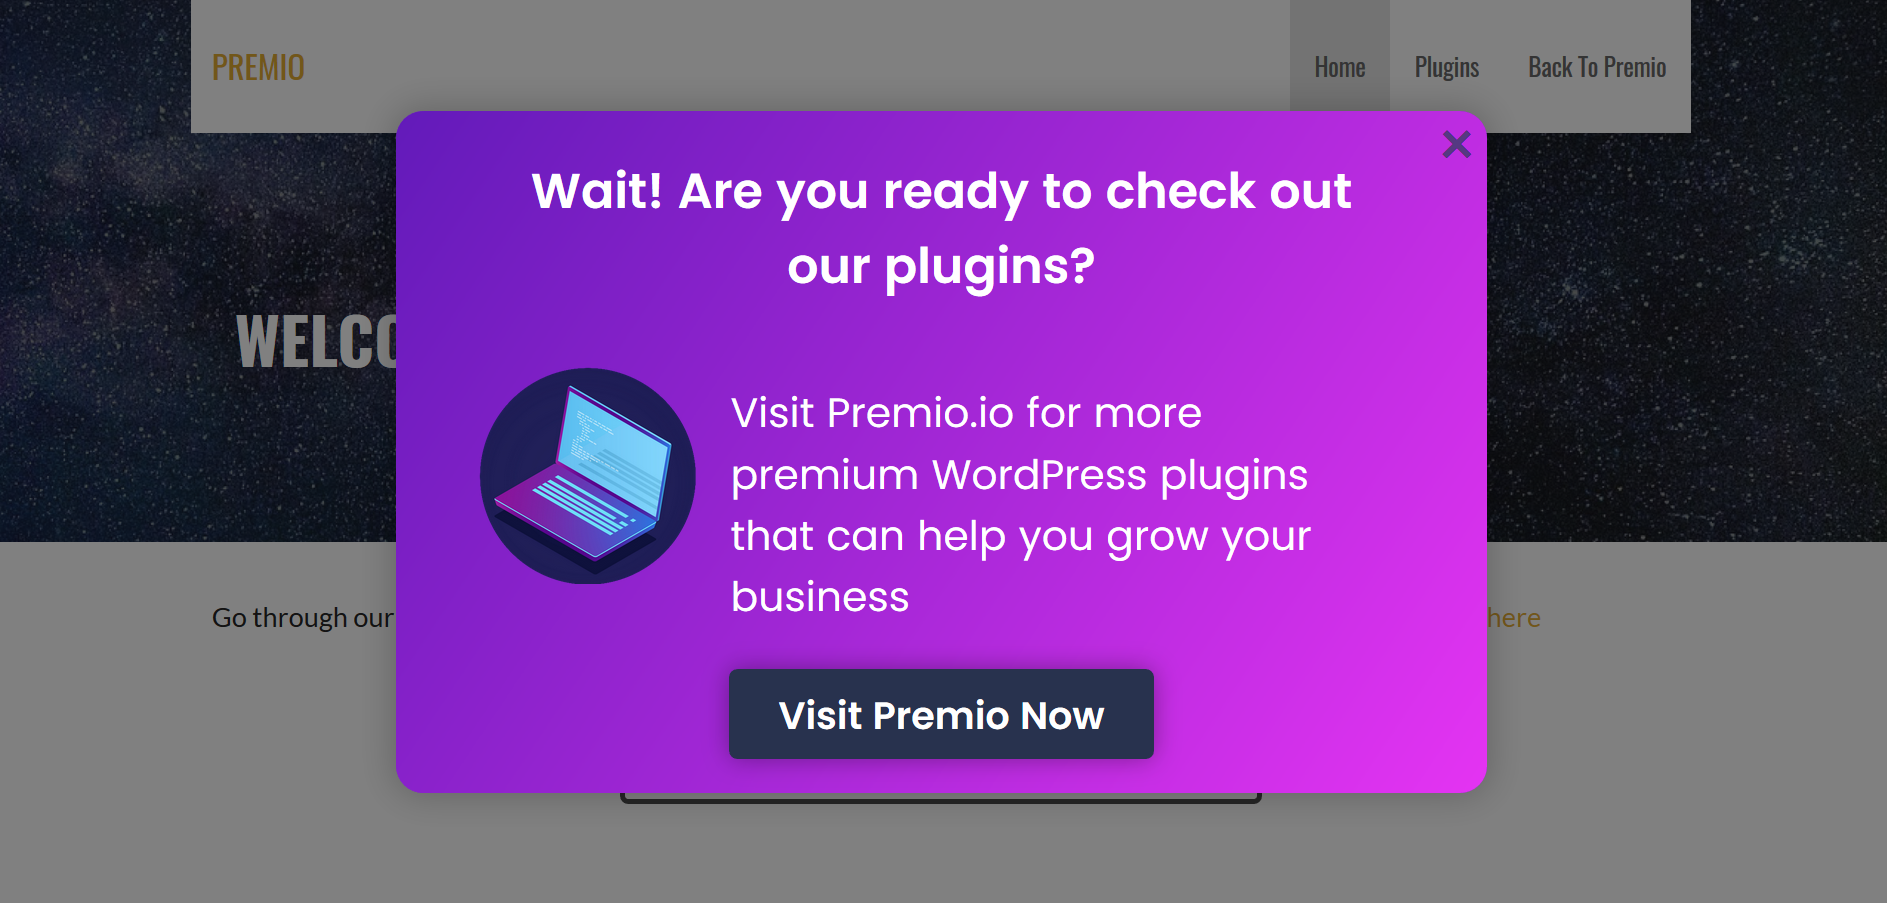 PREMIO
Home
Plugins
Back To Premio
Wait! Are you ready to check out
our plugins?
Visit Premio.io for more
premium WordPress plugins
that can help you grow your
business
Go through our
here
Visit Premio Now